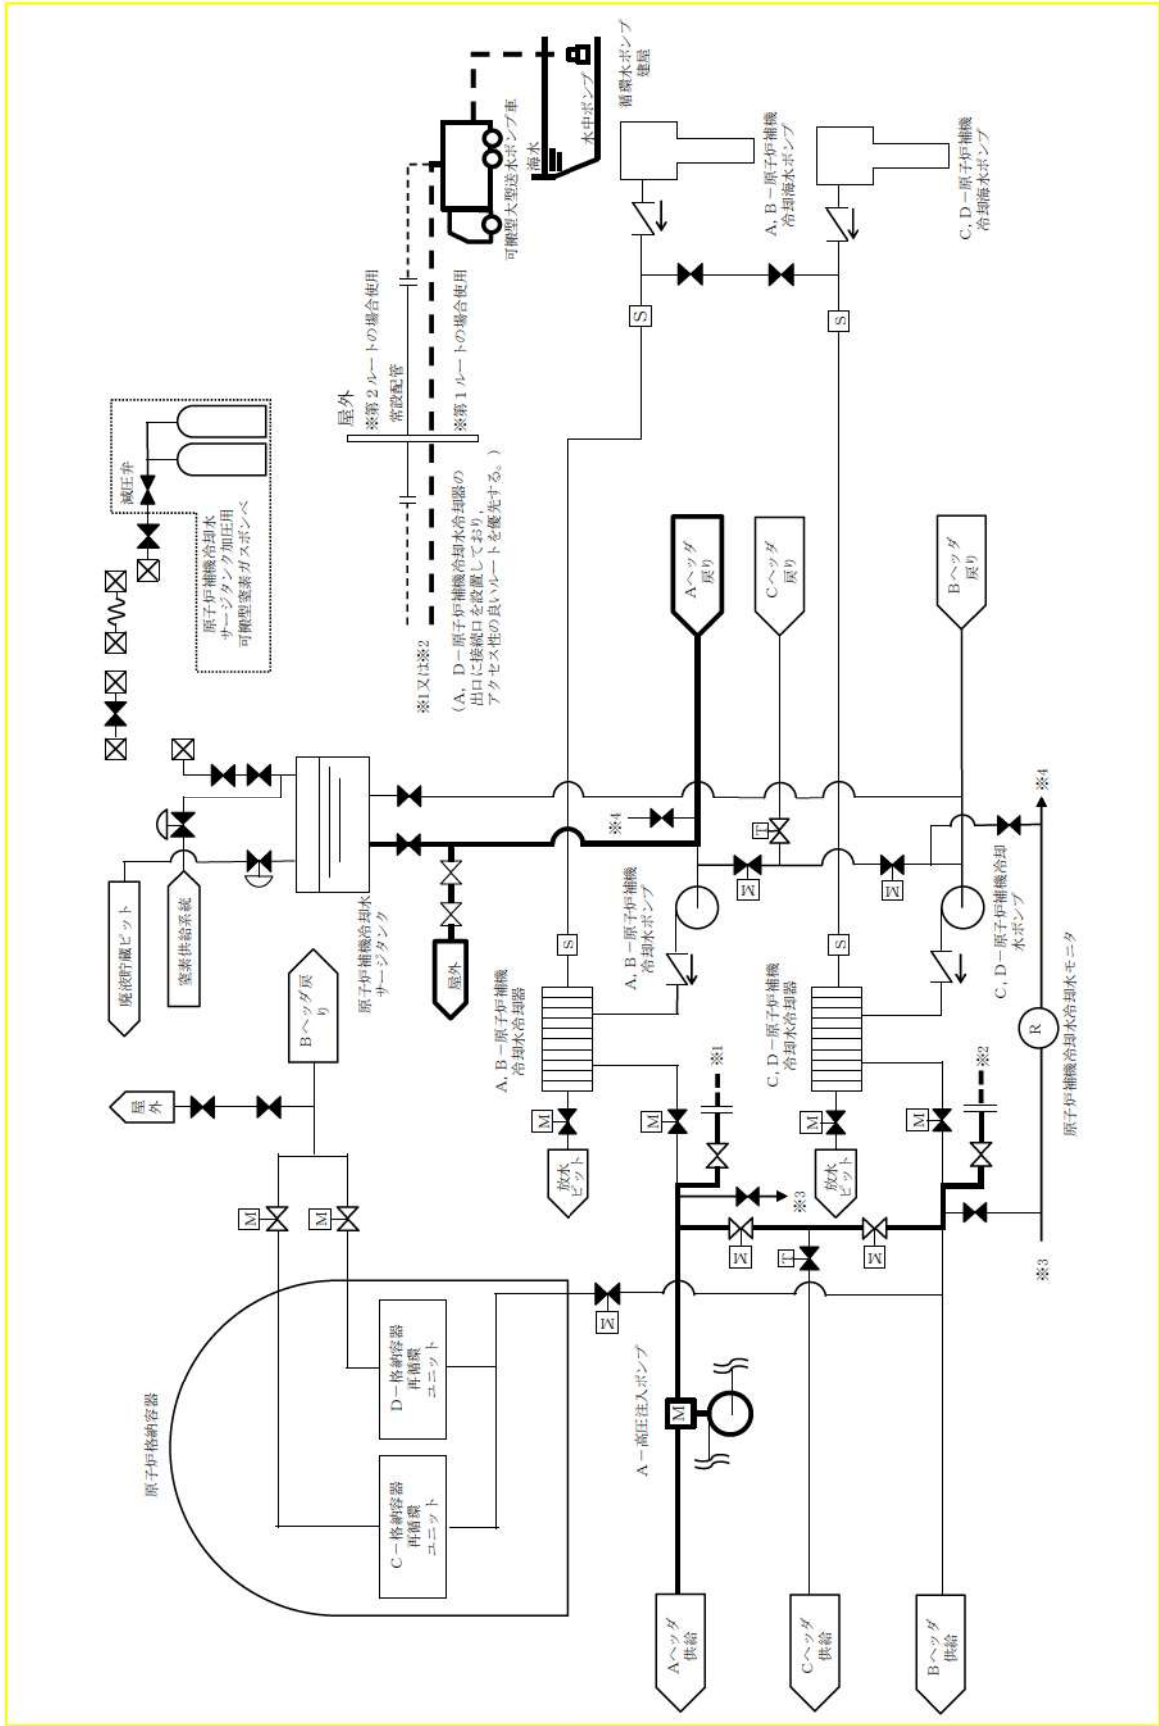 原子炉格納容器
C－格納容器
再循環
ユニット
D－格納容器
再循環
ユニット
M
M
M
屋外
Bヘッダ戻
り
廃液貯蔵ピット
窒素供給系統
原子炉補機冷却水
サージタンク
屋外
原子炉補機冷却水
サージタンク加圧用
可搬型窒素ガスボンベ
減圧弁
屋外
※第2ルートの場合使用
常設配管
※第1ルートの場合使用
※1又は※2
（A，D－原子炉補機冷却水冷却器の
出口に接続口を設置しており，
アクセス性の良いルートを優先する。）
可搬型大型送水ポンプ車
海水
水中ポンプ
循環水ポンプ
建屋
A，B－原子炉補機
冷却海水ポンプ
C，D－原子炉補機
冷却海水ポンプ
S
S
A，B－原子炉補機
冷却水冷却器
S
M
放水
ピット
M
※1
A，B－原子炉補機
冷却水ポンプ
※4
Aヘッダ
戻り
Cヘッダ
戻り
Bヘッダ
戻り
T
M
M
C，D－原子炉補機
冷却水冷却器
S
M
放水
ピット
M
※2
C，D－原子炉補機冷却
水ポンプ
※3
M
T
M
A－高圧注入ポンプ
M
Aヘッダ
供給
Cヘッダ
供給
Bヘッダ
供給
※3
R
※4
原子炉補機冷却水冷却水モニタ